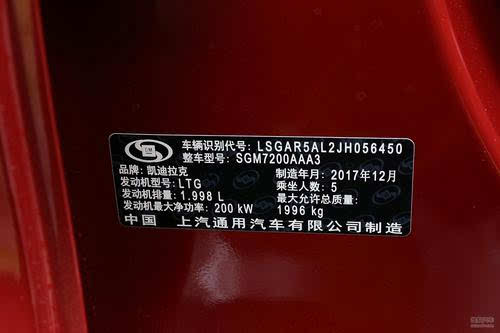 车辆识别代号: LSGAR5AL2JH056450
整车型号: SGM7200AAA3
GM
品牌: 凯迪拉克 制造年月: 2017年12月
发动机型号: LTG 乘坐人数: 5
发动机排量: 1.998 L 最大允许总质量:
发动机最大净功率: 200 kW 1996 kg
中国 上汽通用汽车有限公司制造